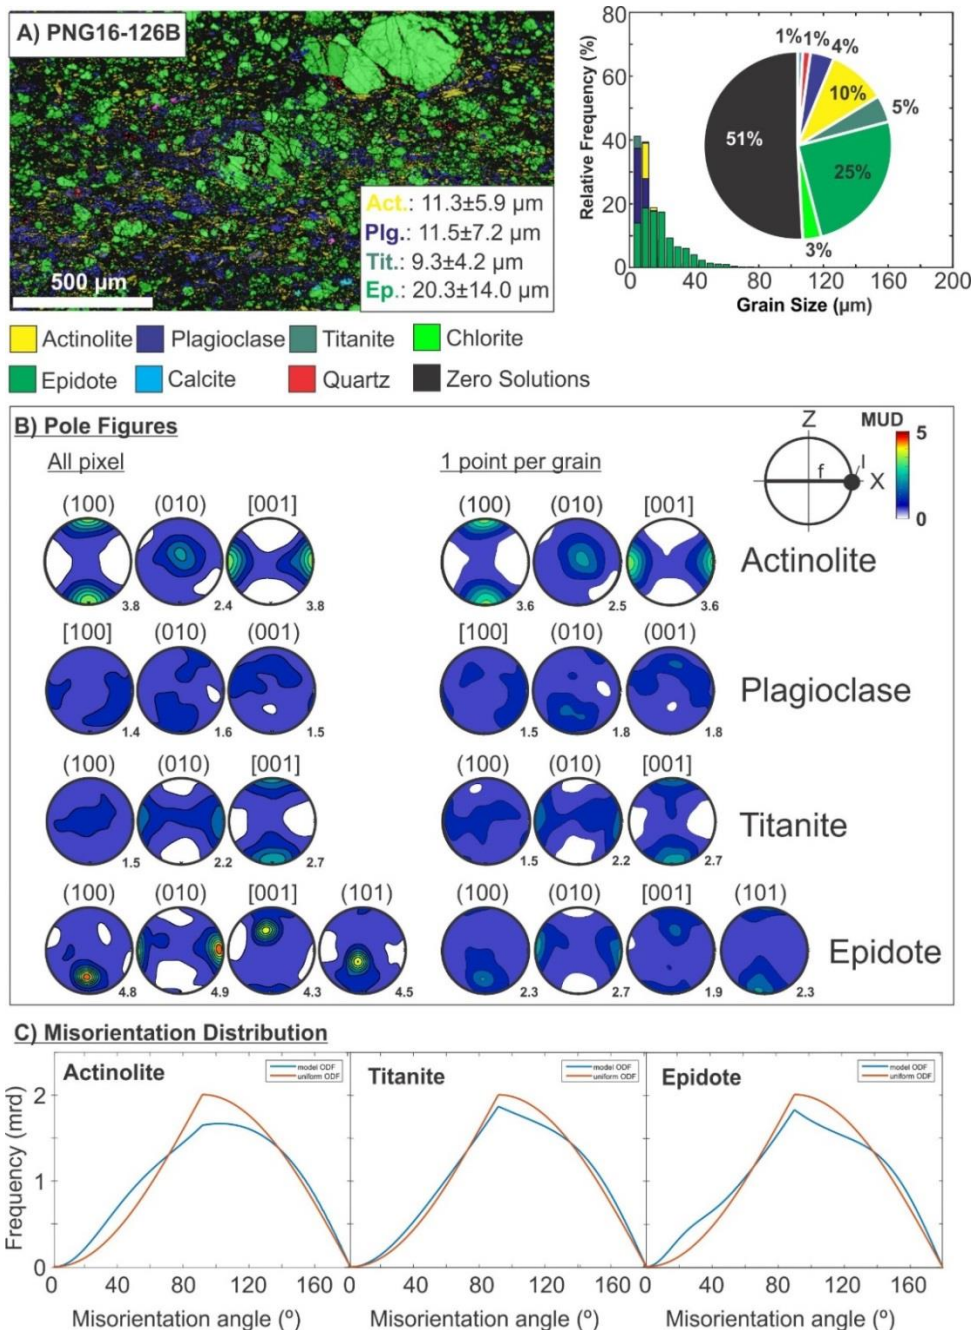 A) PNG16-126B
Act.: 11.3±5.9 µm
Plg.: 11.5±7.2 µm
Tit.: 9.3±4.2 µm
Ep.: 20.3±14.0 µm
500 µm
Relative Frequency (%)
80
60
40
20
0
0 40 80 120 160 200
Grain Size (µm)
1% 1% 4%
10%
5%
25%
3%
51%
Actinolite Plagioclase Titanite Chlorite
Epidote Calcite Quartz Zero Solutions
B) Pole Figures
All pixel
1 point per grain
Z
X
f
l
MUD
5
0
(100) (010) [001]
3.8 2.4 3.8
(100) (010) [001]
3.6 2.5 3.6
Actinolite
[100] (010) (001)
1.4 1.6 1.5
[100] (010) (001)
1.5 1.8 1.8
Plagioclase
(100) (010) [001]
1.5 2.2 2.7
(100) (010) [001]
1.5 2.2 2.7
Titanite
(100) (010) [001] (101)
4.8 4.9 4.3 4.5
(100) (010) [001] (101)
2.3 2.7 1.9 2.3
Epidote
C) Misorientation Distribution
Frequency (mrd)
2
1
0
Actinolite
model ODF
uniform ODF
0 40 80 120 160
Misorientation angle (º)
Titanite
model ODF
uniform ODF
0 40 80 120 160
Misorientation angle (º)
Epidote
model ODF
uniform ODF
0 40 80 120 160
Misorientation angle (º)